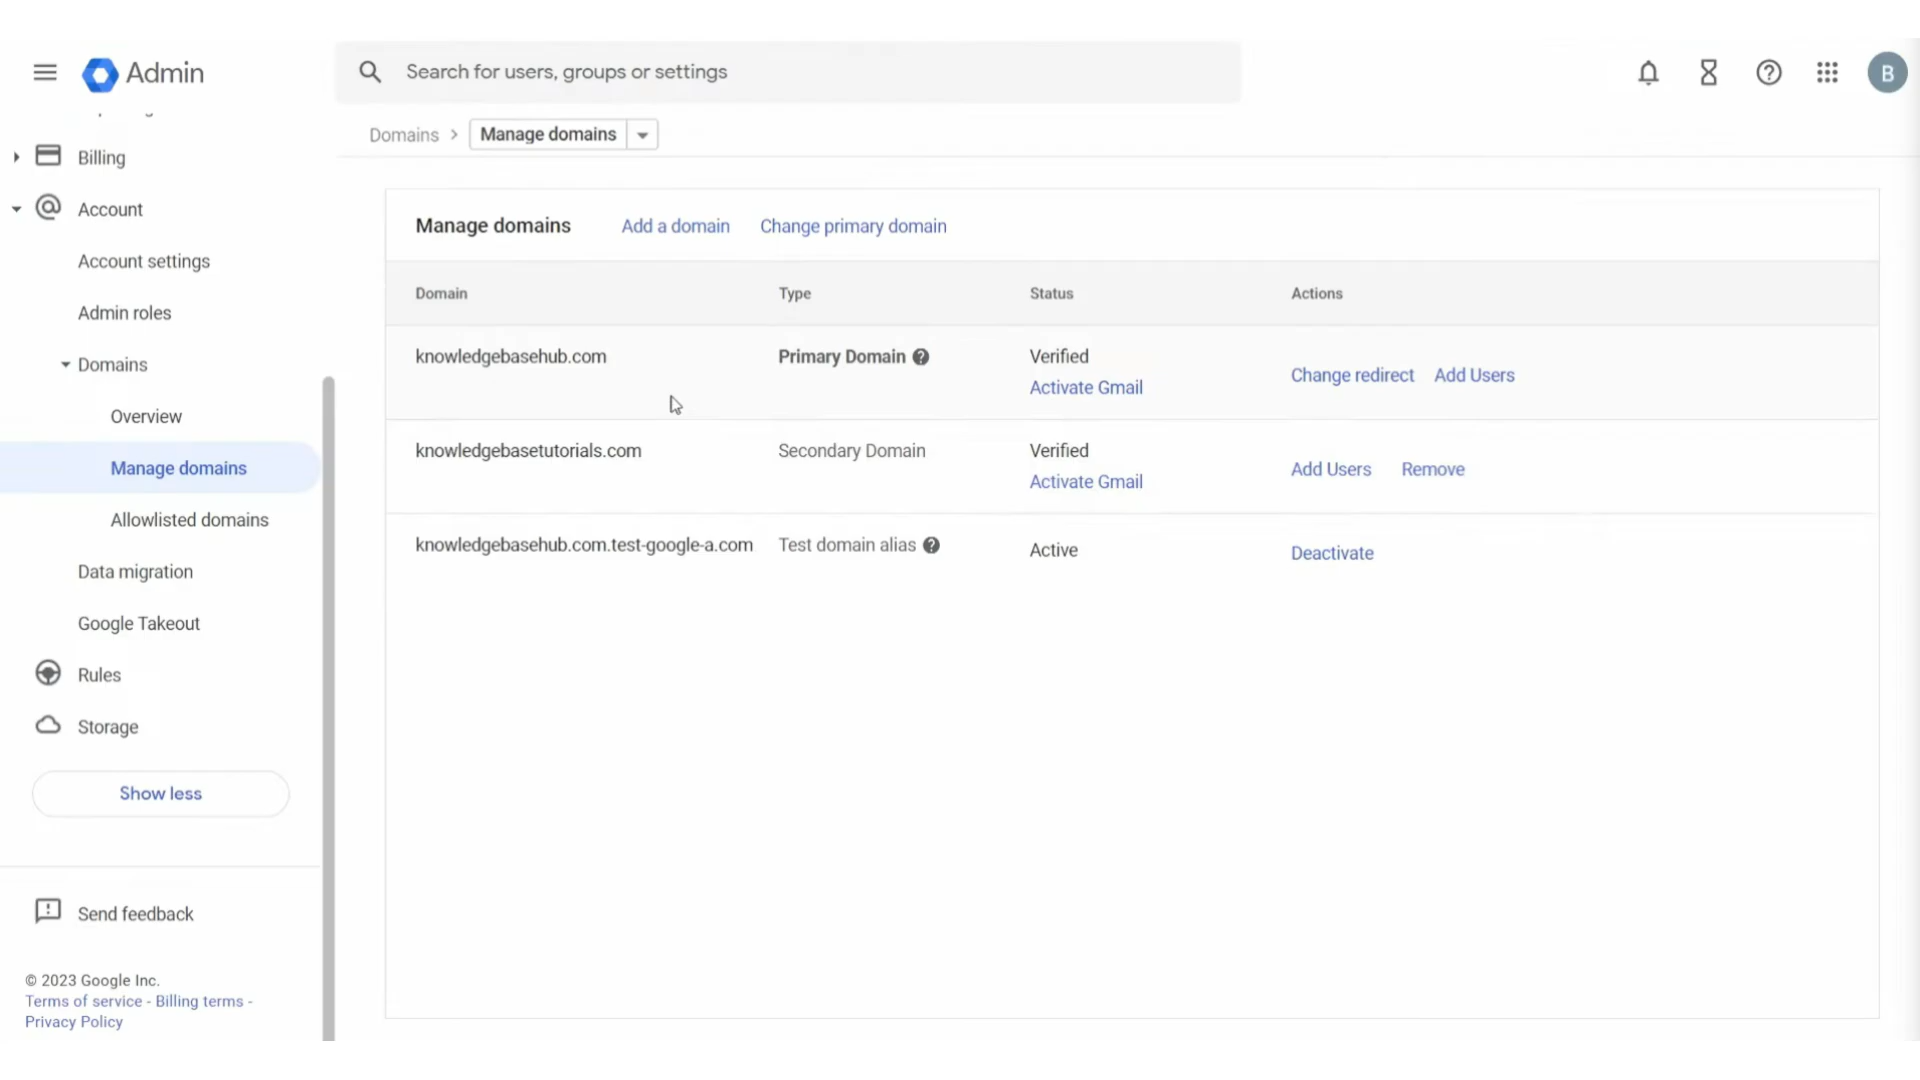 Admin
Search for users, groups or settings
B
Domains
Manage domains
Billing
Account
Account settings
Admin roles
Domains
Overview
Manage domains
Allowlisted domains
Data migration
Google Takeout
Rules
Storage
Show less
Send feedback
© 2023 Google Inc.
Terms of service - Billing terms -
Privacy Policy
Manage domains Add a domain Change primary domain
Domain Type Status Actions
knowledgebasehub.com Primary Domain Verified Change redirect Add Users
Activate Gmail
knowledgebasetutorials.com Secondary Domain Verified Add Users Remove
Activate Gmail
knowledgebasehub.com.test-google-a.com Test domain alias Active Deactivate